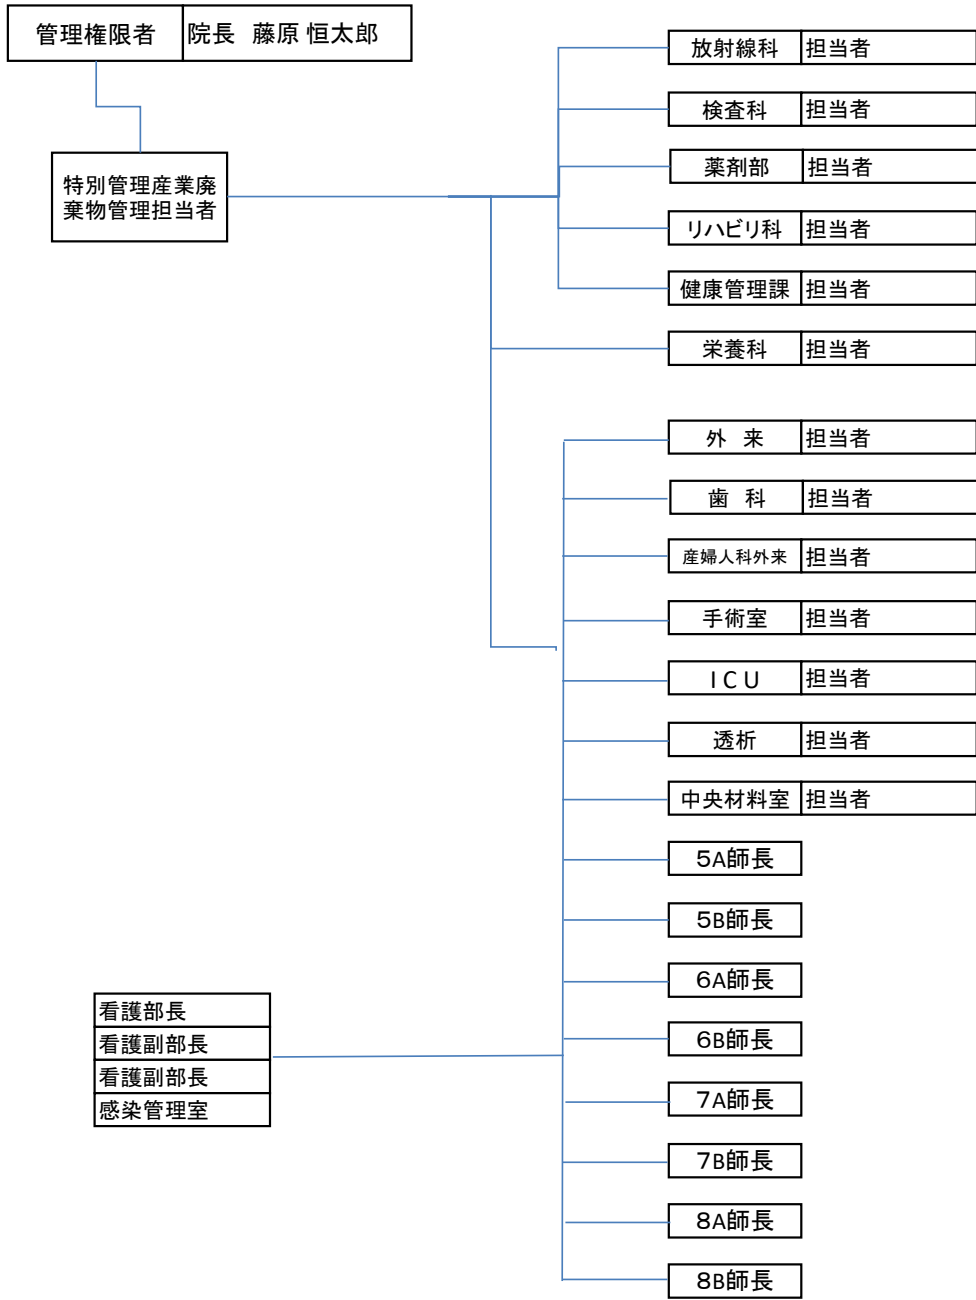 管理権限者 院長 藤原 恒太郎
特別管理産業廃
棄物管理担当者
放射線科 担当者
検査科 担当者
薬剤部 担当者
リハビリ科 担当者
健康管理課 担当者
栄養科 担当者
外 来 担当者
歯 科 担当者
産婦人科外来 担当者
手術室 担当者
ICU 担当者
透析 担当者
中央材料室 担当者
5A師長
5B師長
6A師長
6B師長
7A師長
7B師長
8A師長
8B師長
看護部長
看護副部長
看護副部長
感染管理室